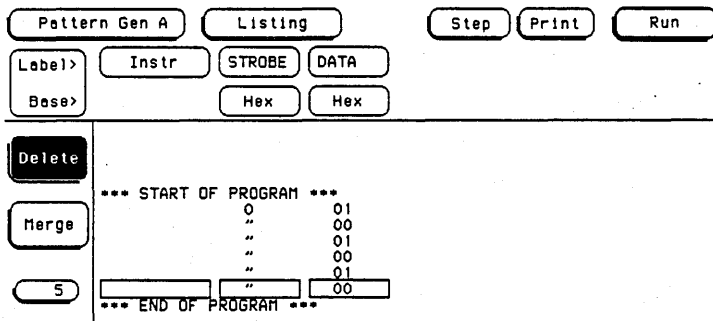 Pattern Gen A Listing Step Print Run
Label> Instr STROBE DATA
Base> Hex Hex
Delete
*** START OF PROGRAM ***
0 01
Merge " 00
" 01
" 00
" 01
5 " 00
*** END OF PROGRAM ***